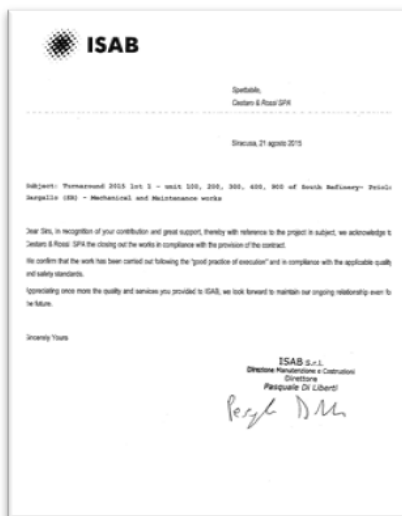 ISAB
Spettabile,
Cestaro & Rossi SPA
Siracusa, 21 agosto 2015
Subject: Turnaround 2015 lot 1 - unit 100, 200, 300, 600, 900 of South Refinery- Priolo
Gargallo (SR) - Mechanical and Maintenance works
Dear Sirs, in recognition of your contribution and great support, thereby with reference to the project in subject, we acknowledge to
Cestaro & Rossi SPA the closing out the works in compliance with the provision of the contract.
We confirm that the work has been carried out following the "good practice of execution" and in compliance with the applicable quality
and safety standards.
Appreciating once more the quality and services you provided to ISAB, we look forward to maintain our ongoing relationship even for
the future.
Sincerely Yours
ISAB S.r.l.
Direzione Manutenzione e Costruzioni
Direttore
Pasquale Di Liberti